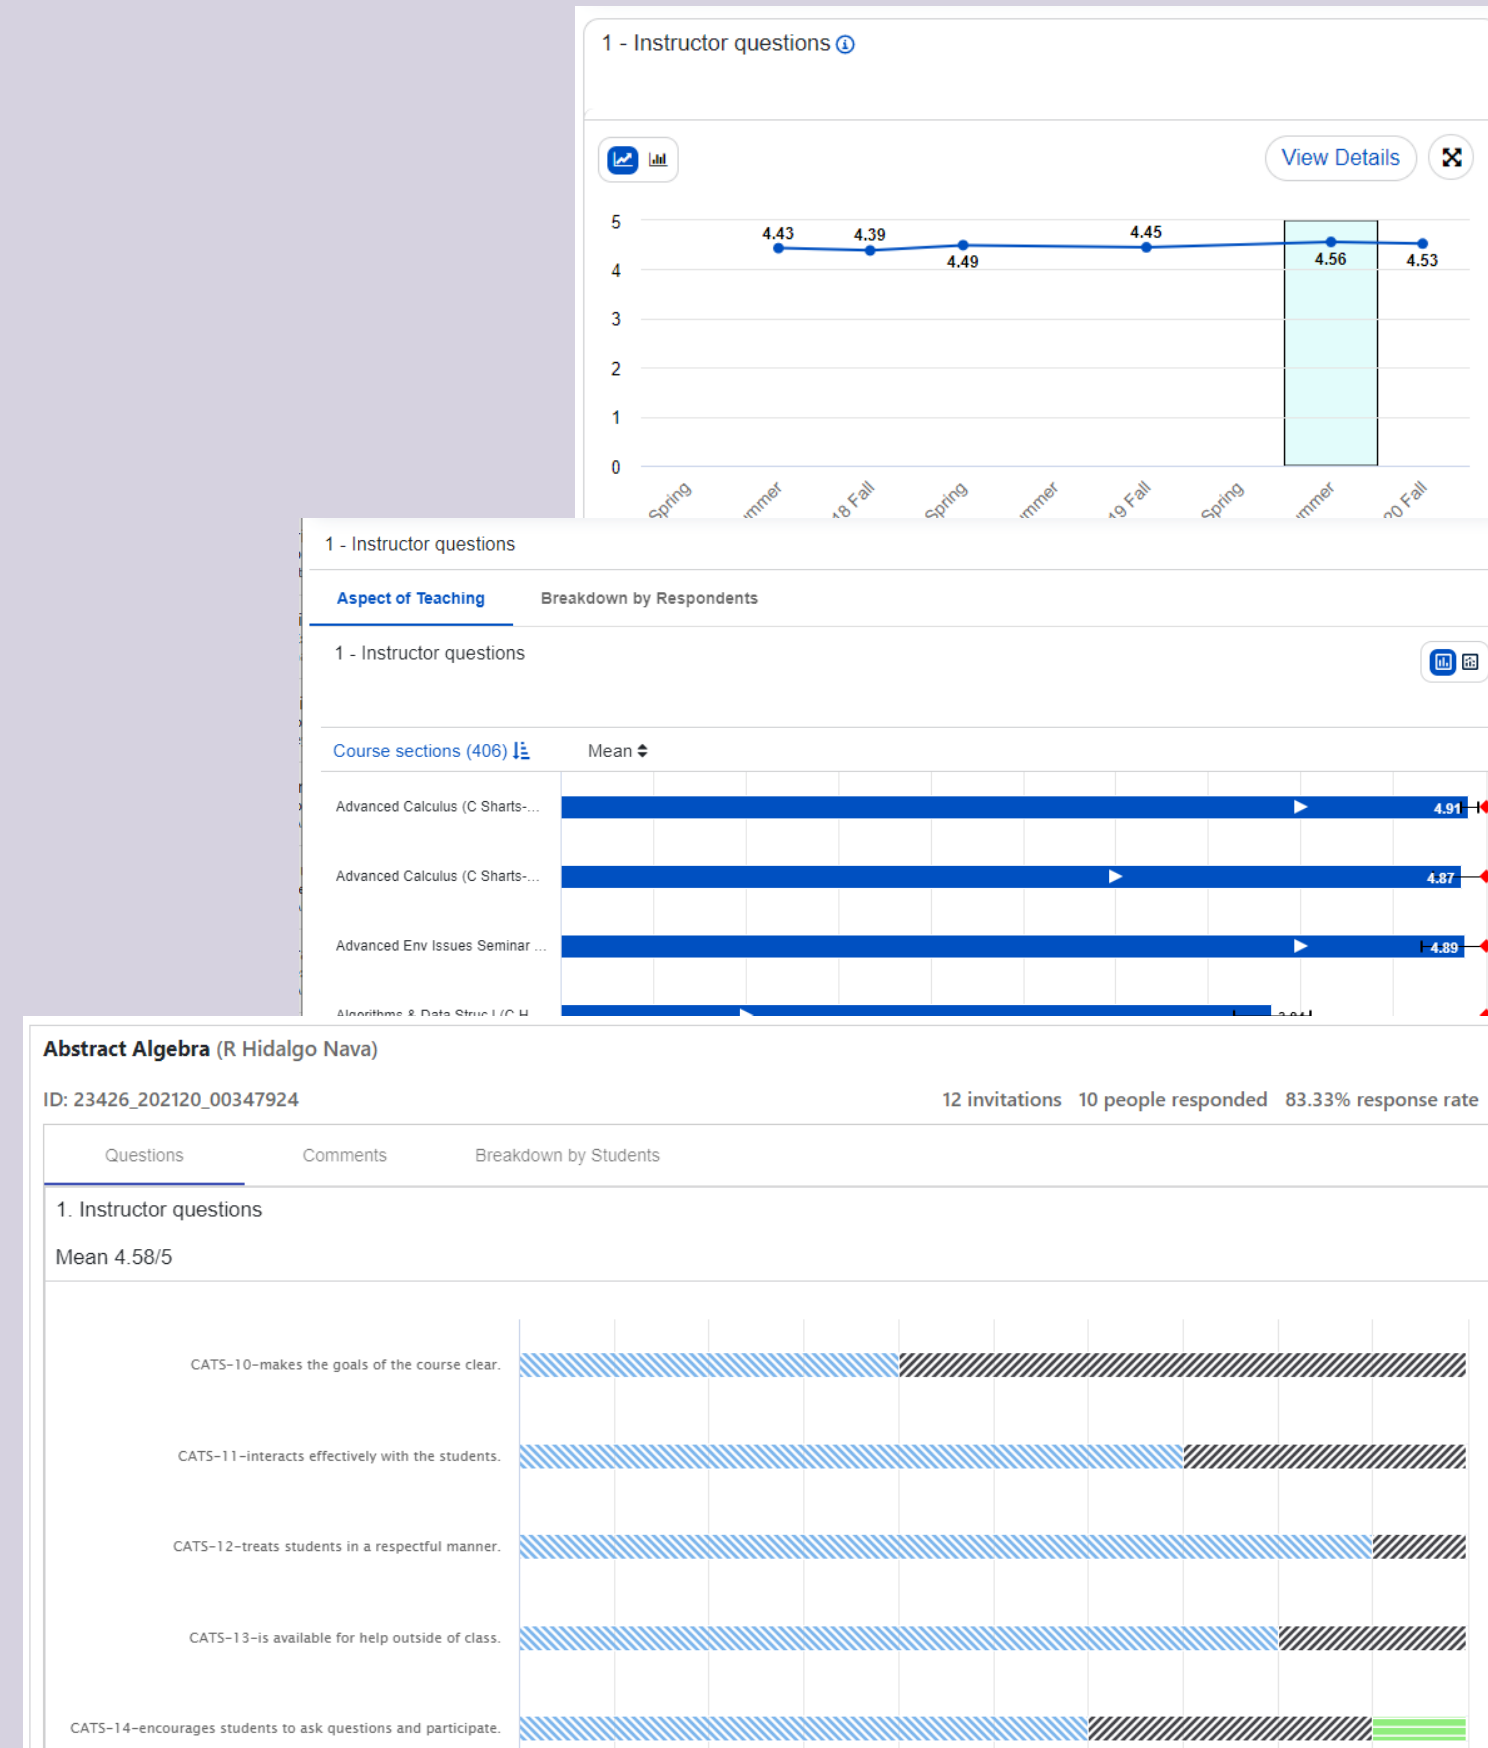 1 - Instructor questions
View Details
5
4.43 4.39 4.49 4.45 4.56 4.53
4
3
2
1
0
Spring mmer 18 Fall Spring mmer 19 Fall Spring mmer 20 Fall
1 - Instructor questions
Aspect of Teaching Breakdown by Respondents
1 - Instructor questions
Course sections (406) Mean
Advanced Calculus (C Sharts-... 4.91
Advanced Calculus (C Sharts-... 4.87
Advanced Env Issues Seminar ... 4.89
Algorithms & Data Struc I (C H
Abstract Algebra (R Hidalgo Nava)
ID: 23426_202120_00347924 12 invitations 10 people responded 83.33% response rate
Questions Comments Breakdown by Students
1. Instructor questions
Mean 4.58/5
CATS-10-makes the goals of the course clear.
CATS-11-interacts effectively with the students.
CATS-12-treats students in a respectful manner.
CATS-13-is available for help outside of class.
CATS-14-encourages students to ask questions and participate.